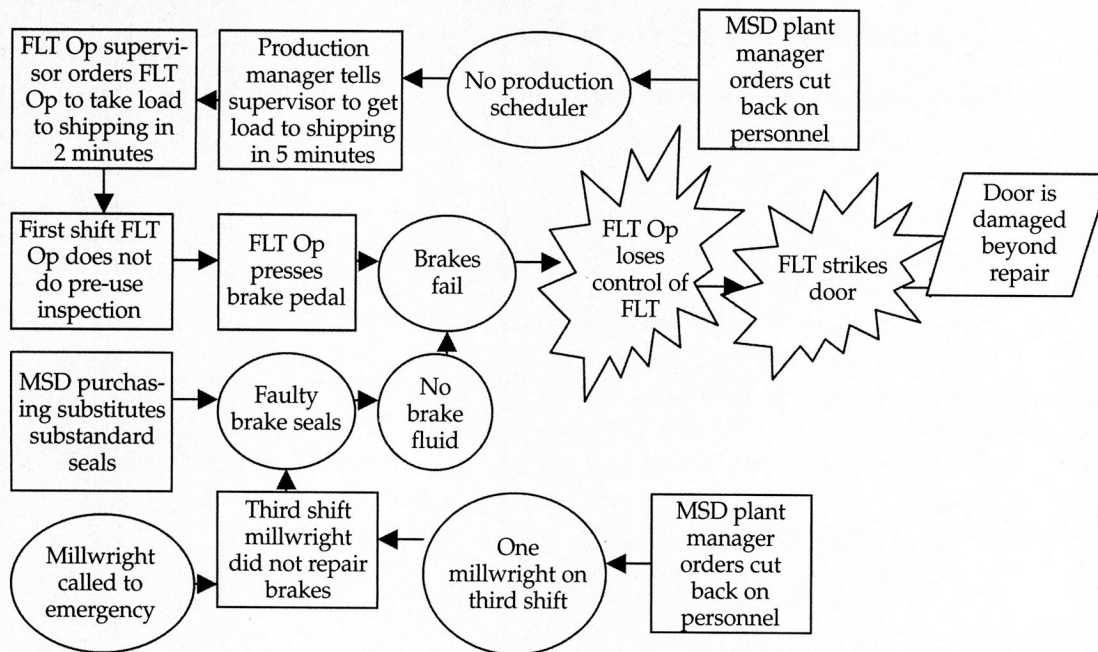 FLT Op supervi-
sor orders FLT
Op to take load
to shipping in
2 minutes
Production
manager tells
supervisor to get
load to shipping
in 5 minutes
No production
scheduler
MSD plant
manager
orders cut
back on
personnel
First shift FLT
Op does not
do pre-use
inspection
FLT Op
presses
brake pedal
Brakes
fail
FLT Op
loses
control of
FLT
FLT strikes
door
Door is
damaged
beyond
repair
MSD purchas-
ing substitutes
substandard
seals
Faulty
brake seals
No
brake
fluid
Millwright
called to
emergency
Third shift
millwright
did not repair
brakes
One
millwright on
third shift
MSD plant
manager
orders cut
back on
personnel